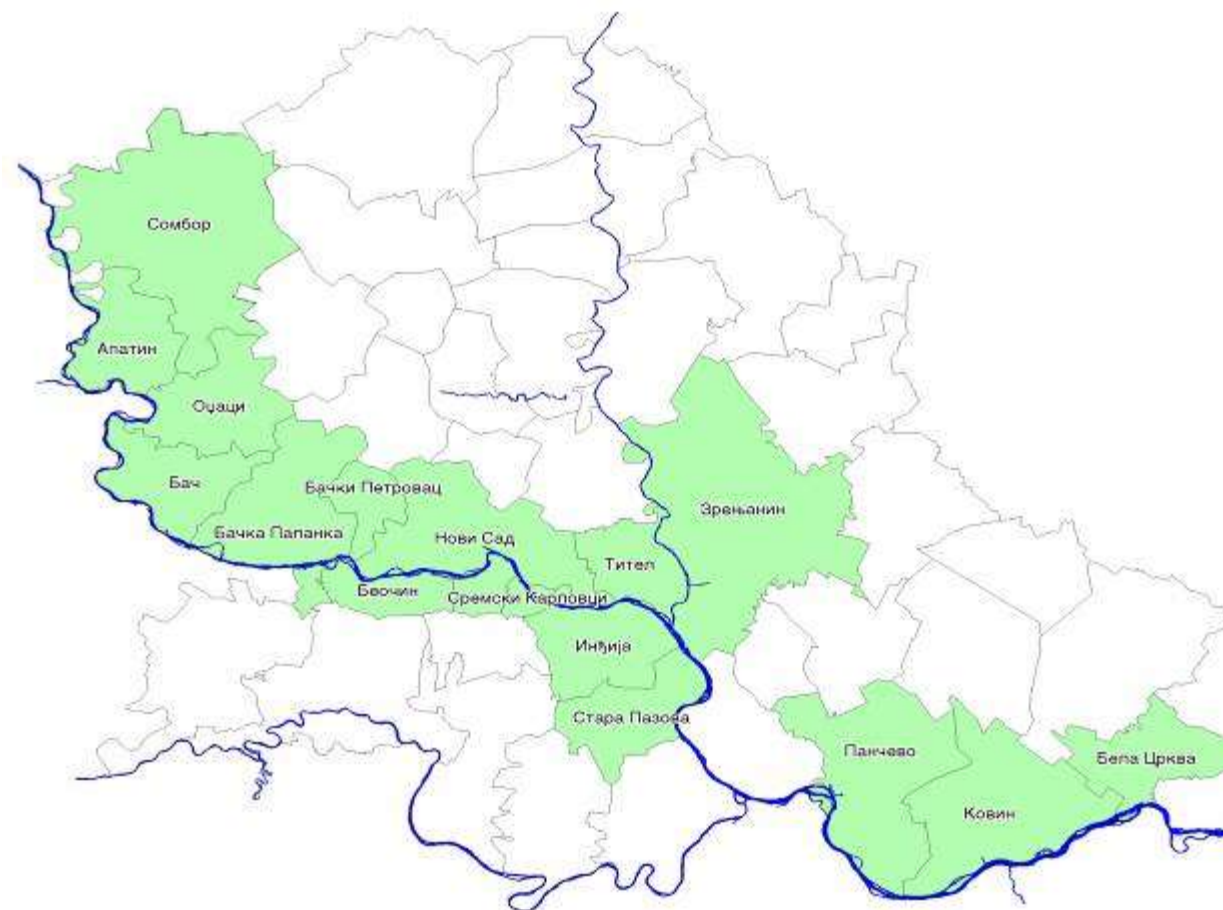 Сомбор
Апатин
Оџаци
Бач
Бачки Петровац
Бачка Паланка
Нови Сад
Зрењанин
Тител
Беочин
Сремски Карловци
Инђија
Стара Пазова
Панчево
Бела Црква
Ковин